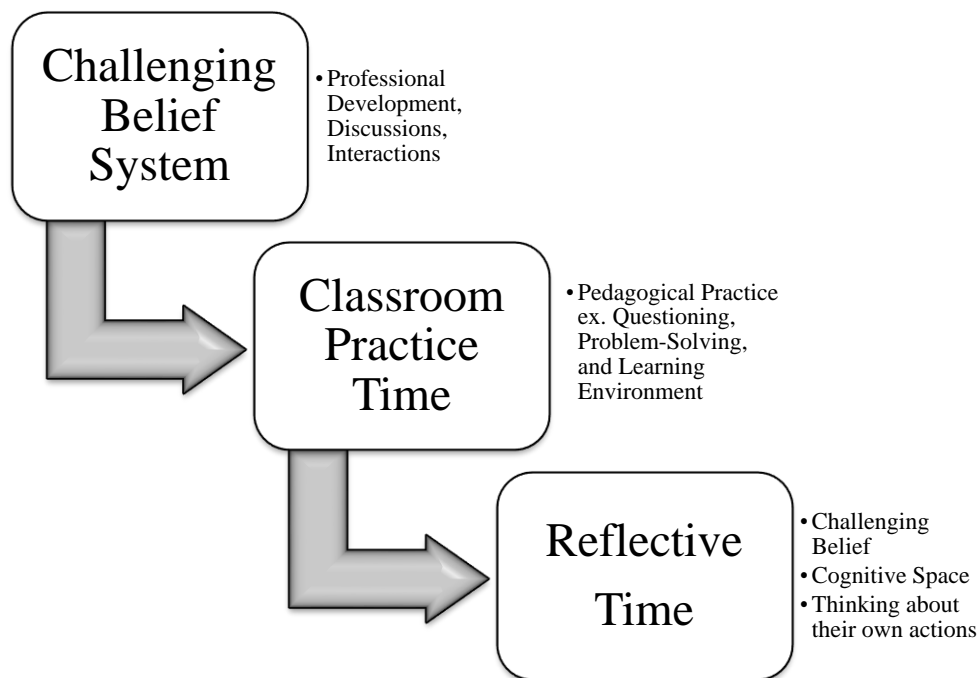 Challenging
Belief
System
• Professional
Development,
Discussions,
Interactions
Classroom
Practice
Time
• Pedagogical Practice
ex. Questioning,
Problem-Solving,
and Learning
Environment
Reflective
Time
• Challenging
Belief
• Cognitive Space
• Thinking about
their own actions